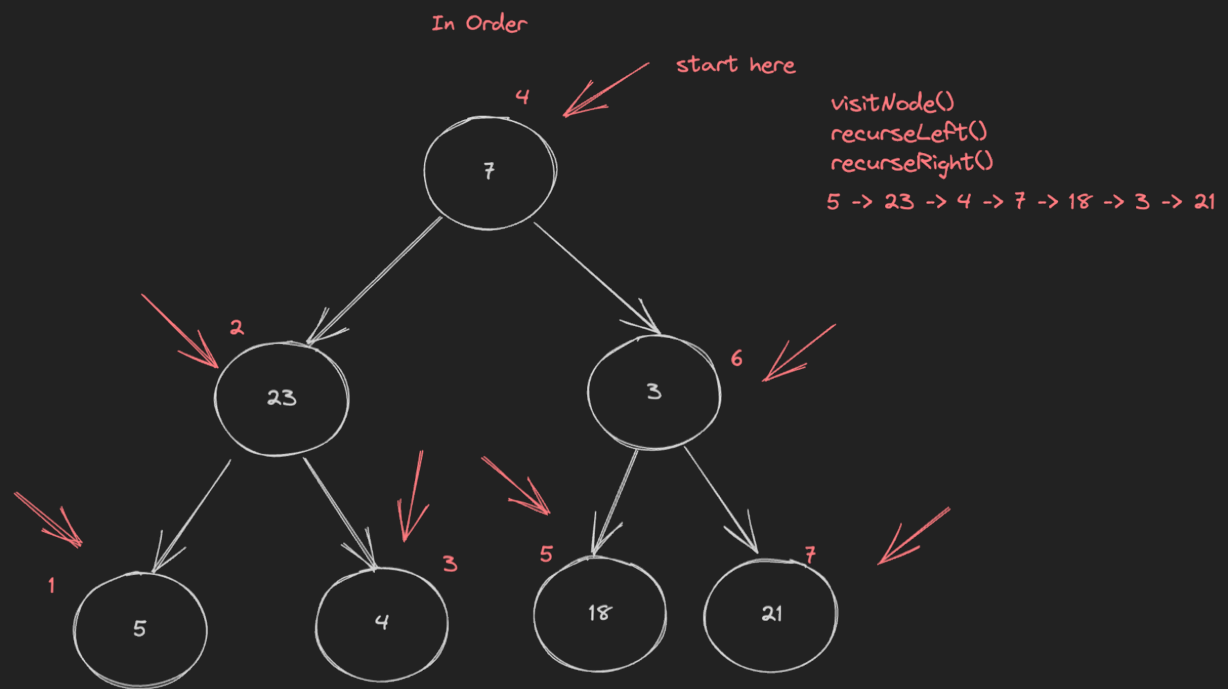 In Order
start here
4
7
visitNode()
recurseLeft()
recurseRight()
5 -> 23 -> 4 -> 7 -> 18 -> 3 -> 21
2
23
6
3
1
5
3
4
5
18
7
21